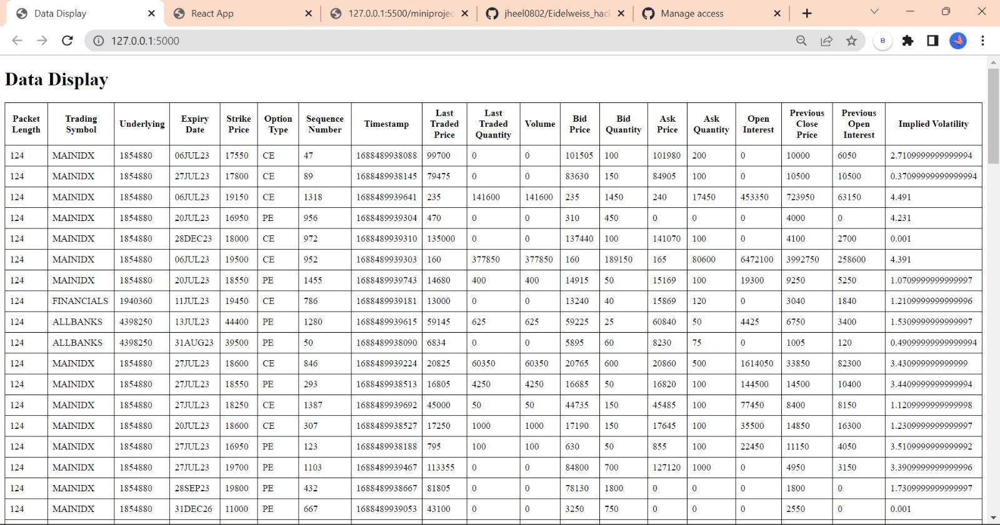 Data Display
React App
127.0.0.1:5500/miniprojec
jheel0802/Eidelweiss_hac
Manage access
127.0.0.1:5000
B
Data Display
Packet Length Trading Symbol Underlying Expiry Date Strike Price Option Type Sequence Number Timestamp Last Traded Price Last Traded Quantity Volume Bid Price Bid Quantity Ask Price Ask Quantity Open Interest Previous Close Price Previous Open Interest Implied Volatility
124 MAINIDX 1854880 06JUL23 17550 CE 47 1688489938088 99700 0 0 101505 100 101980 200 0 10000 6050 2.7109999999999994
124 MAINIDX 1854880 27JUL23 17800 CE 89 1688489938145 79475 0 0 83630 150 84905 100 0 10500 10500 0.37099999999999994
124 MAINIDX 1854880 06JUL23 19150 CE 1318 1688489939641 235 141600 141600 235 1450 240 17450 453350 723950 63150 4.491
124 MAINIDX 1854880 20JUL23 16950 PE 956 1688489939304 470 0 0 310 450 0 0 0 4000 0 4.231
124 MAINIDX 1854880 28DEC23 18000 CE 972 1688489939310 135000 0 0 137440 100 141070 100 0 4100 2700 0.001
124 MAINIDX 1854880 06JUL23 19500 CE 952 1688489939303 160 377850 377850 160 189150 165 80600 6472100 3992750 258600 4.391
124 MAINIDX 1854880 20JUL23 18550 PE 1455 1688489939743 14680 400 400 14915 50 15169 100 19300 9250 5250 1.0709999999999997
124 FINANCIALS 1940360 11JUL23 19450 CE 786 1688489939181 13000 0 0 13240 40 15869 120 0 3040 1840 1.2109999999999996
124 ALLBANKS 4398250 13JUL23 44400 PE 1280 1688489939615 59145 625 625 59225 25 60840 50 4425 6750 3400 1.5309999999999997
124 ALLBANKS 4398250 31AUG23 39500 PE 50 1688489938090 6834 0 0 5895 60 8230 75 0 1005 120 0.49099999999999994
124 MAINIDX 1854880 27JUL23 18600 CE 846 1688489939224 20825 60350 60350 20765 600 20860 500 1614050 33850 82300 3.430999999999999
124 MAINIDX 1854880 27JUL23 18550 PE 293 1688489938513 16805 4250 4250 16685 50 16820 100 144500 14500 10400 3.4409999999999994
124 MAINIDX 1854880 27JUL23 18250 CE 1387 1688489939692 45000 50 50 44735 150 45485 100 77450 8400 8150 1.1209999999999998
124 MAINIDX 1854880 20JUL23 18600 CE 307 1688489938527 17250 1000 1000 17190 150 17645 100 35500 14850 16300 1.2309999999999997
124 MAINIDX 1854880 27JUL23 16950 PE 123 1688489938188 795 100 100 630 50 855 100 22450 11150 4050 3.5109999999999992
124 MAINIDX 1854880 27JUL23 19700 PE 1103 1688489939467 113355 0 0 84800 700 127120 1000 0 4950 3150 3.3909999999999996
124 MAINIDX 1854880 28SEP23 19800 PE 432 1688489938667 81805 0 0 78130 1800 0 0 0 1800 0 1.7309999999999997
124 MAINIDX 1854880 31DEC26 11000 PE 667 1688489939053 43100 0 0 3250 750 0 0 0 2550 0 0.001